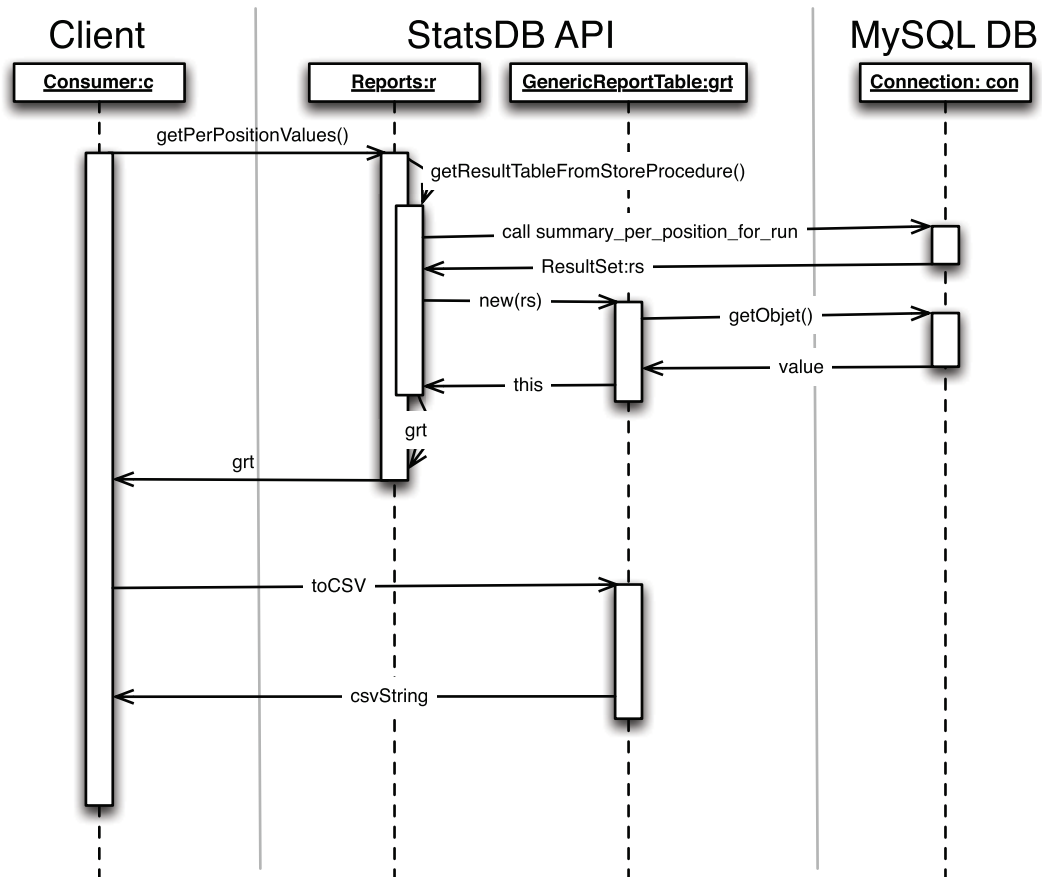 Client
StatsDB API
MySQL DB
Consumer:c
Reports:r
GenericReportTable:grt
Connection: con
getPerPositionValues()
getResultTableFromStoreProcedure()
call summary_per_position_for_run
ResultSet:rs
new(rs)
getObjet()
value
this
grt
grt
toCSV
csvString